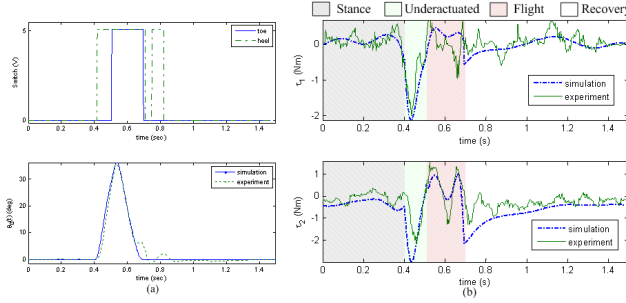 Stance Underactuated Flight Recovery
toe
heel
Switch (V)
5
0
0 0.2 0.4 0.6 0.8 1 1.2 1.4
time (sec)
simulation
experiment
(deg)
30
20
10
0
0 0.2 0.4 0.6 0.8 1 1.2 1.4
time (sec)
(a)
τ1 (Nm)
0
-1
-2
simulation
experiment
0 0.2 0.4 0.6 0.8 1 1.2 1.4
time (s)
τ2 (Nm)
1
0
-1
-2
simulation
experiment
0 0.2 0.4 0.6 0.8 1 1.2 1.4
time (s)
(b)